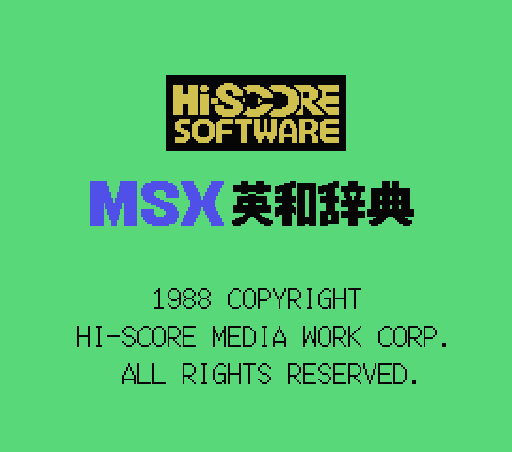 Hi-SCORE
SOFTWARE
MSX英和辞典
1988 COPYRIGHT
HI-SCORE MEDIA WORK CORP.
ALL RIGHTS RESERVED.